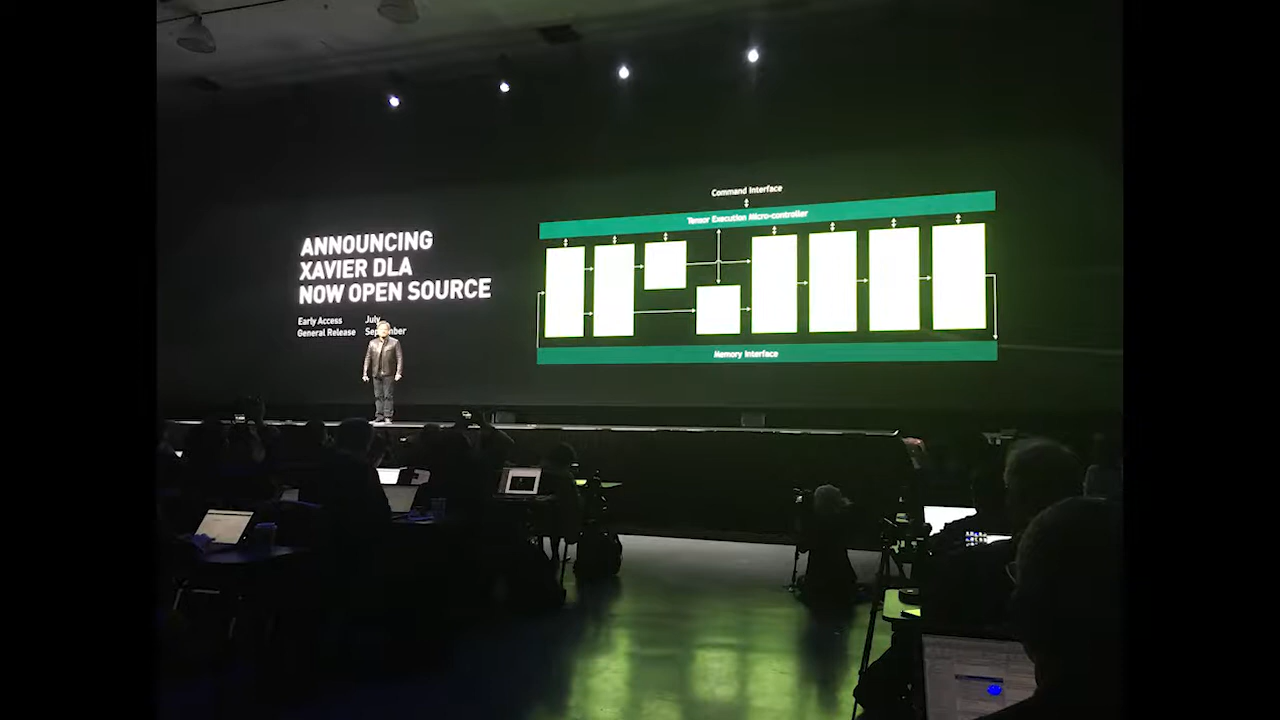 ANNOUNCING
XAVIER DLA
NOW OPEN SOURCE
Early Access July
General Release September
Command Interface
Tensor Execution Micro-controller
Memory Interface